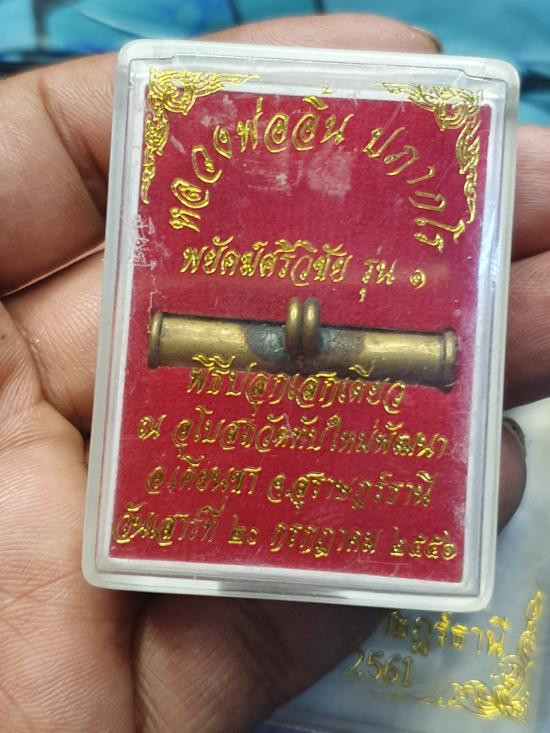 หลวงพ่ออิ่น ปภากโร
พยัคฆ์ศรีวิชัย รุ่น ๑
พิธีปลุกเสกเดี่ยว
ณ อุโบสถวัดทับใหม่พัฒนา
อ.เคียนซา จ.สุราษฎร์ธานี
วันเสาร์ที่ ๒๐ กรกฎาคม ๒๕๕๑
ฎร์ธานี
2561